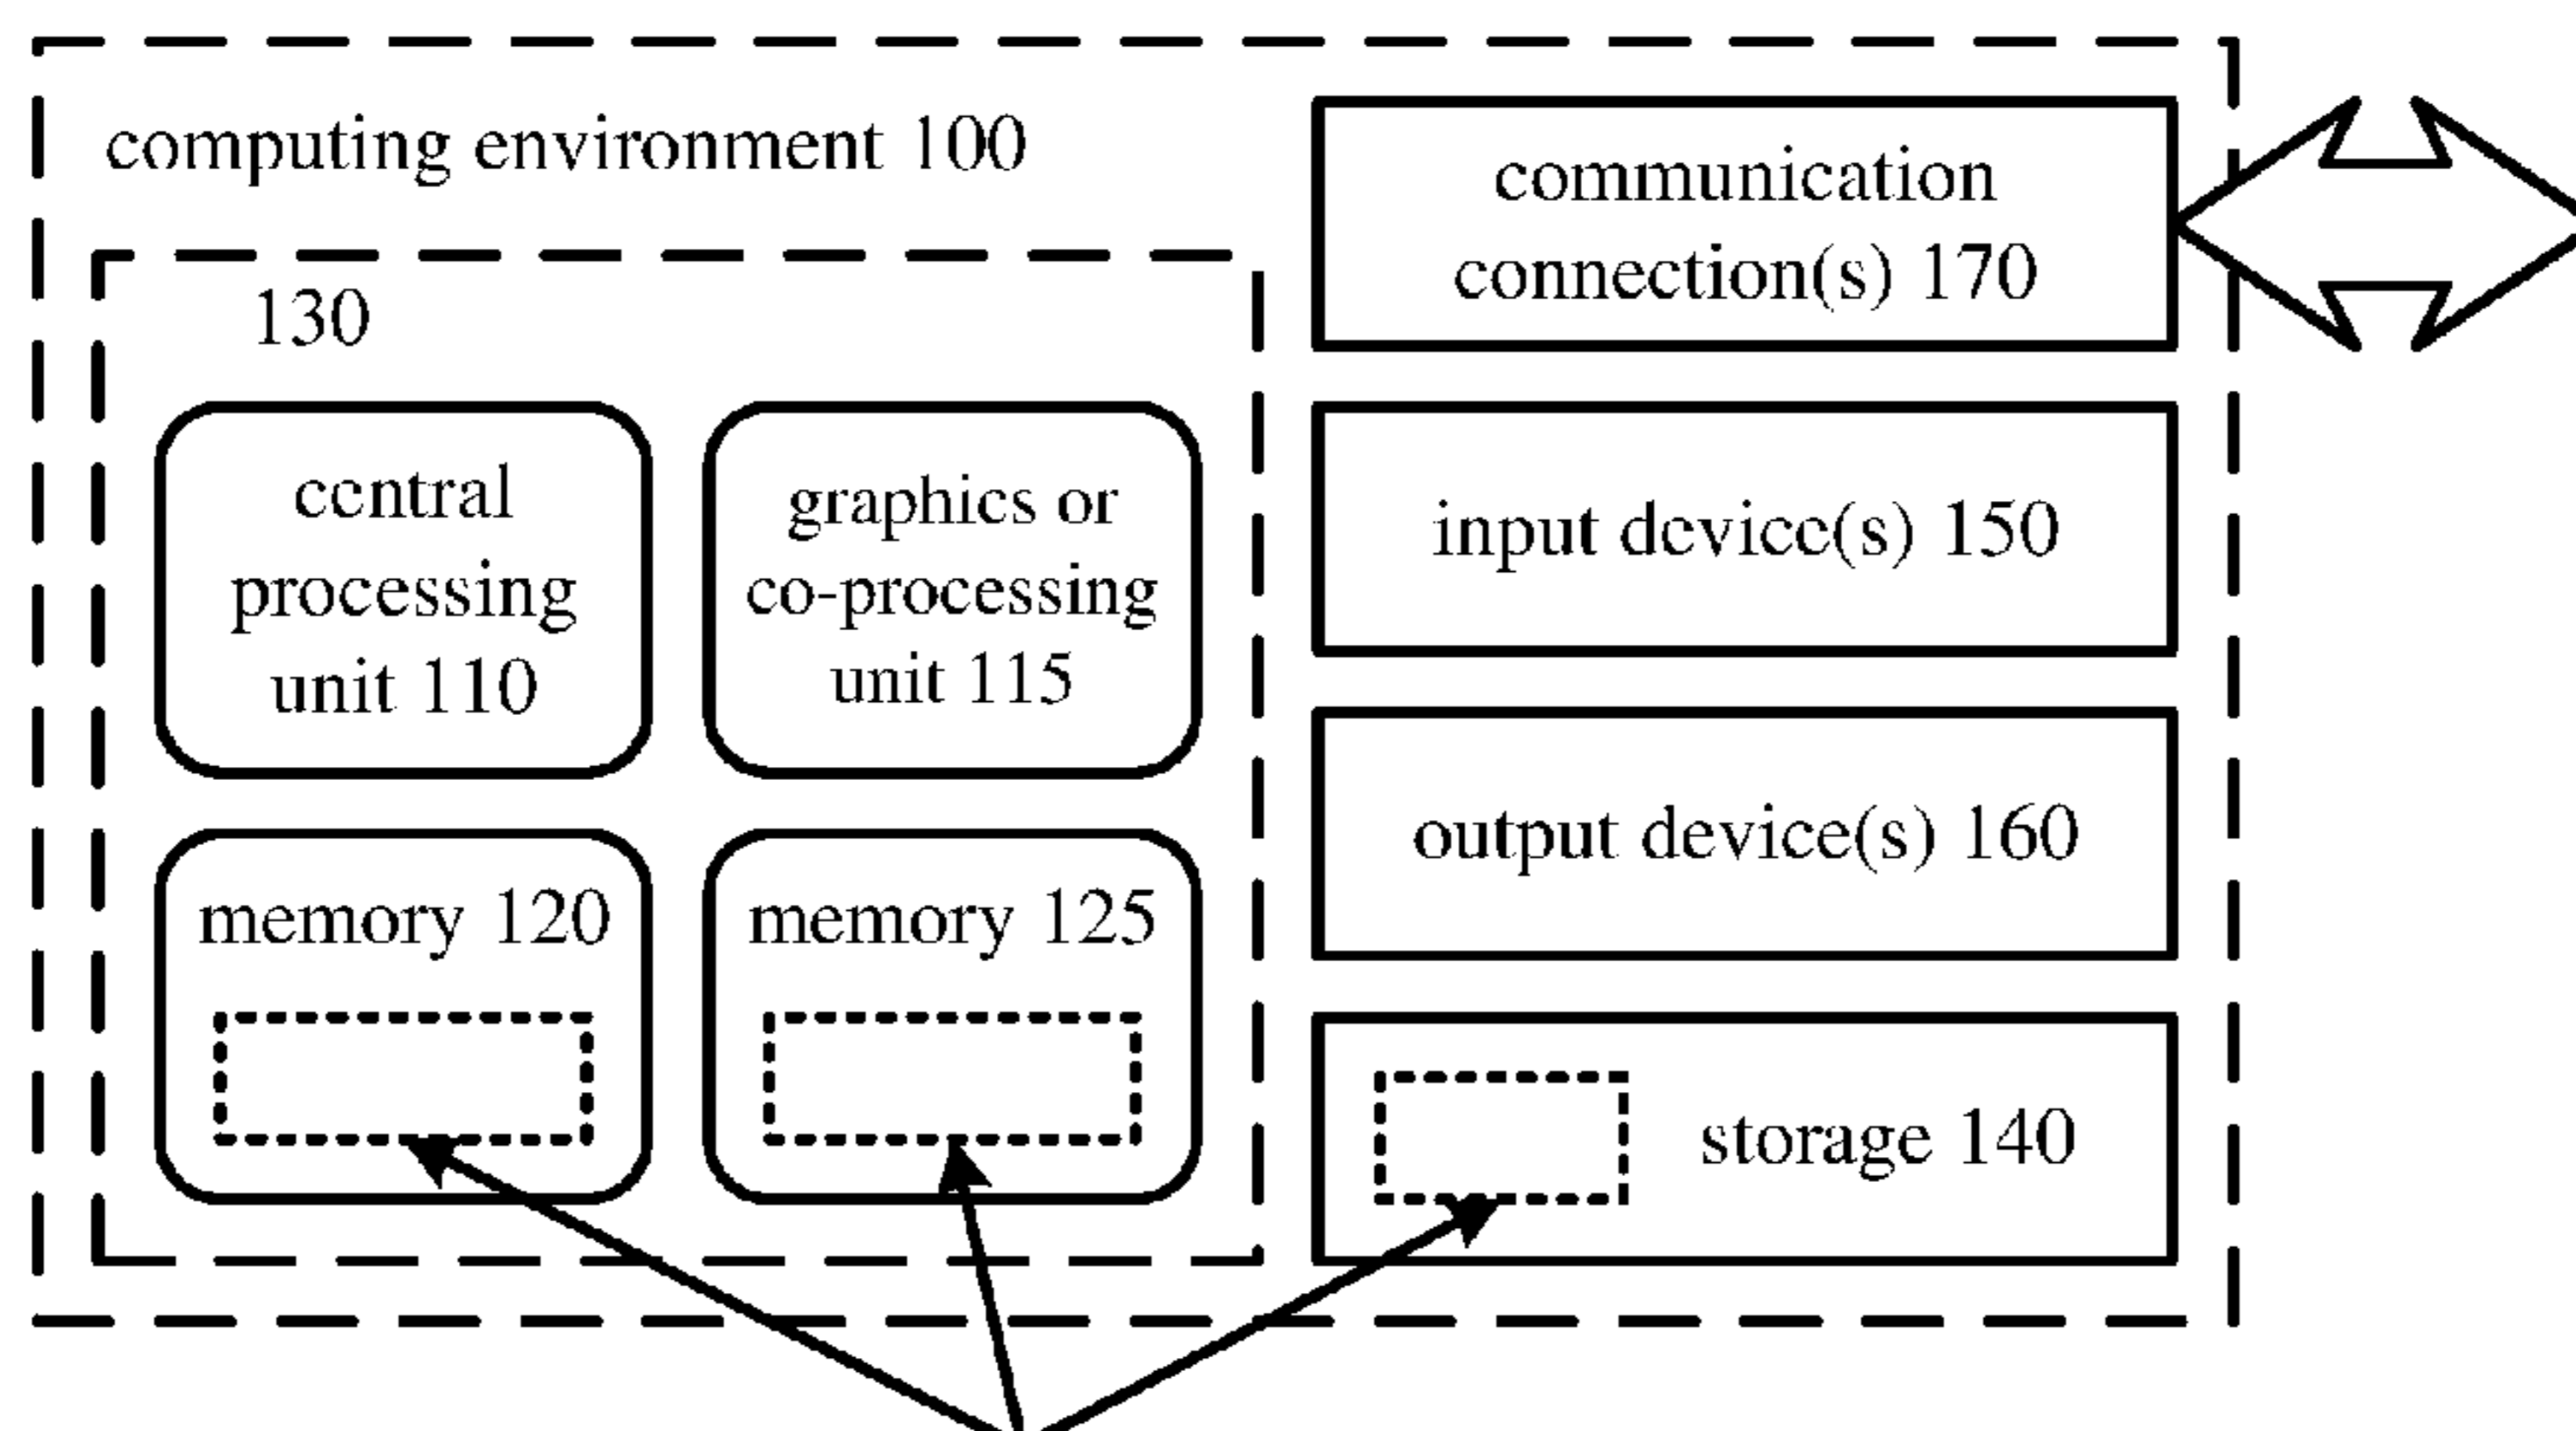 computing environment 100
130
central
processing
unit 110
graphics or
co-processing
unit 115
memory 120
memory 125
communication
connection(s) 170
input device(s) 150
output device(s) 160
storage 140